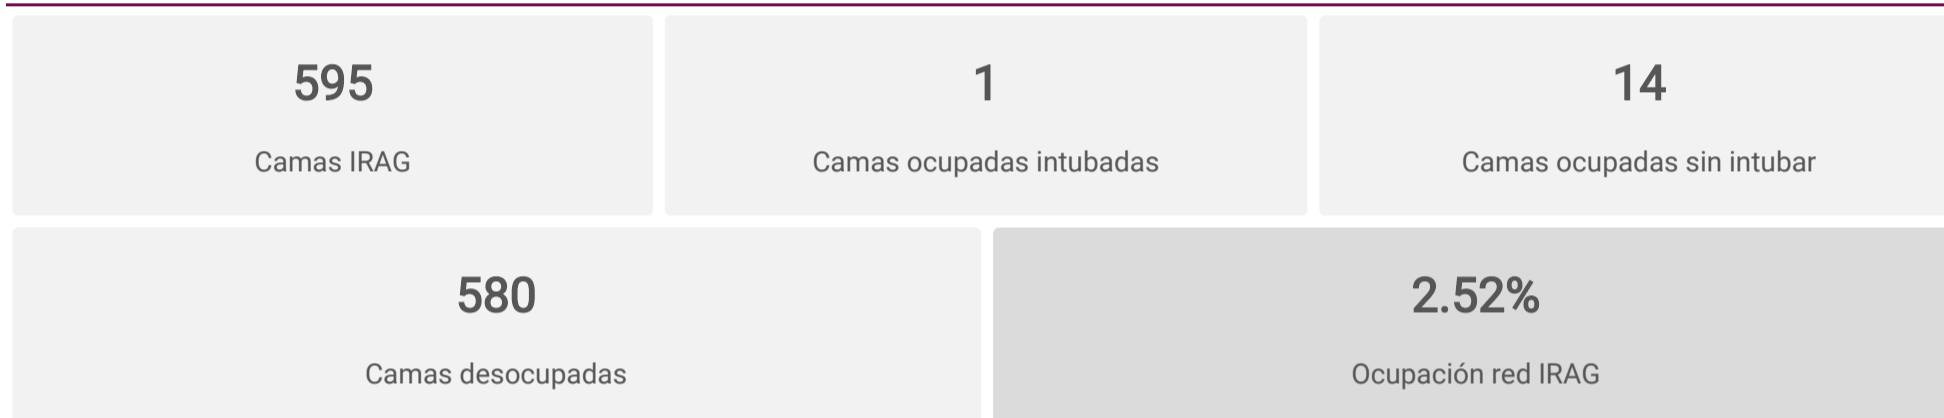 595
Camas IRAG
1
Camas ocupadas intubadas
14
Camas ocupadas sin intubar
580
Camas desocupadas
2.52%
Ocupación red IRAG